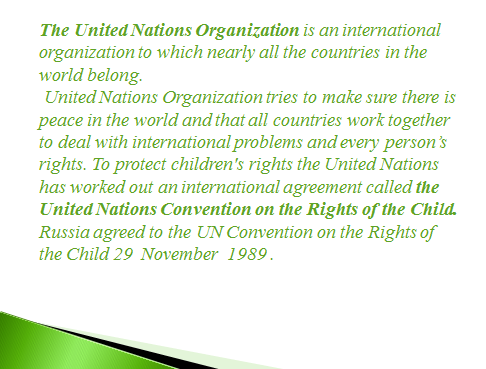 The United Nations Organization is an international
organization to which nearly all the countries in the
world belong.
United Nations Organization tries to make sure there is
peace in the world and that all countries work together
to deal with international problems and every person’s
rights. To protect children's rights the United Nations
has worked out an international agreement called the
United Nations Convention on the Rights of the Child.
Russia agreed to the UN Convention on the Rights of
the Child 29 November 1989 .